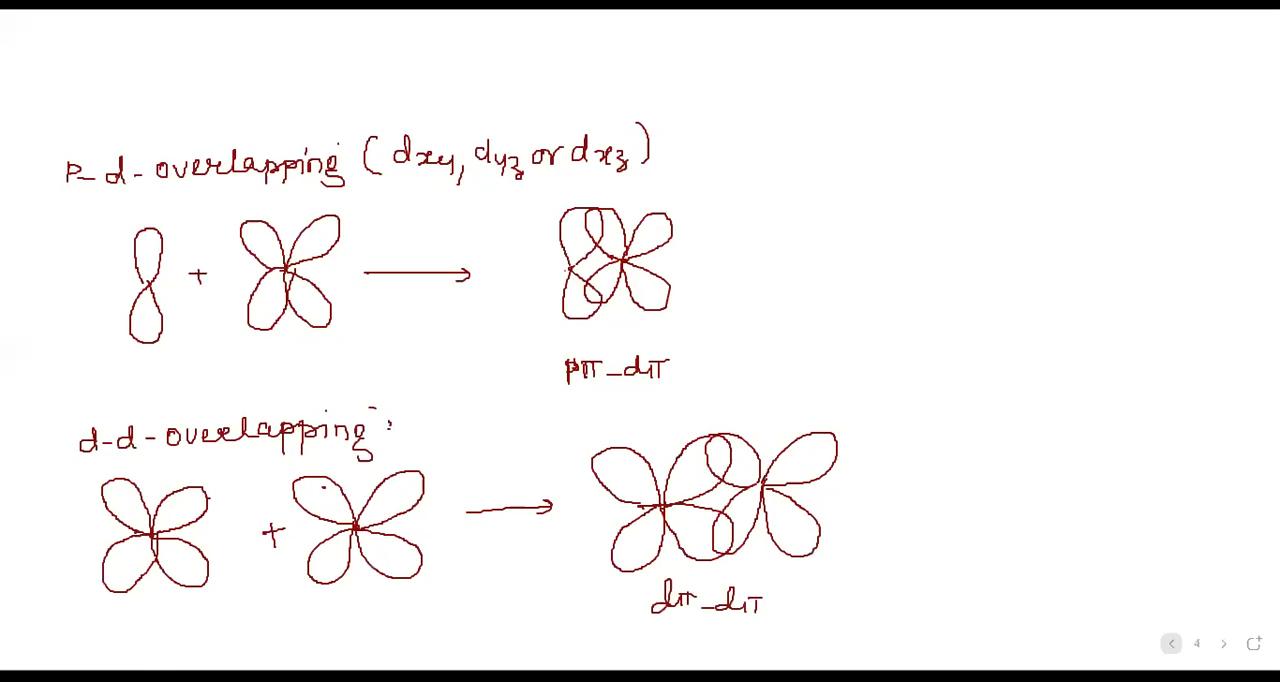 P-d-overlapping (dxy, dyz or dxz)
+
pπ-dπ
d-d-overlapping:
+
dπ-dπ
4